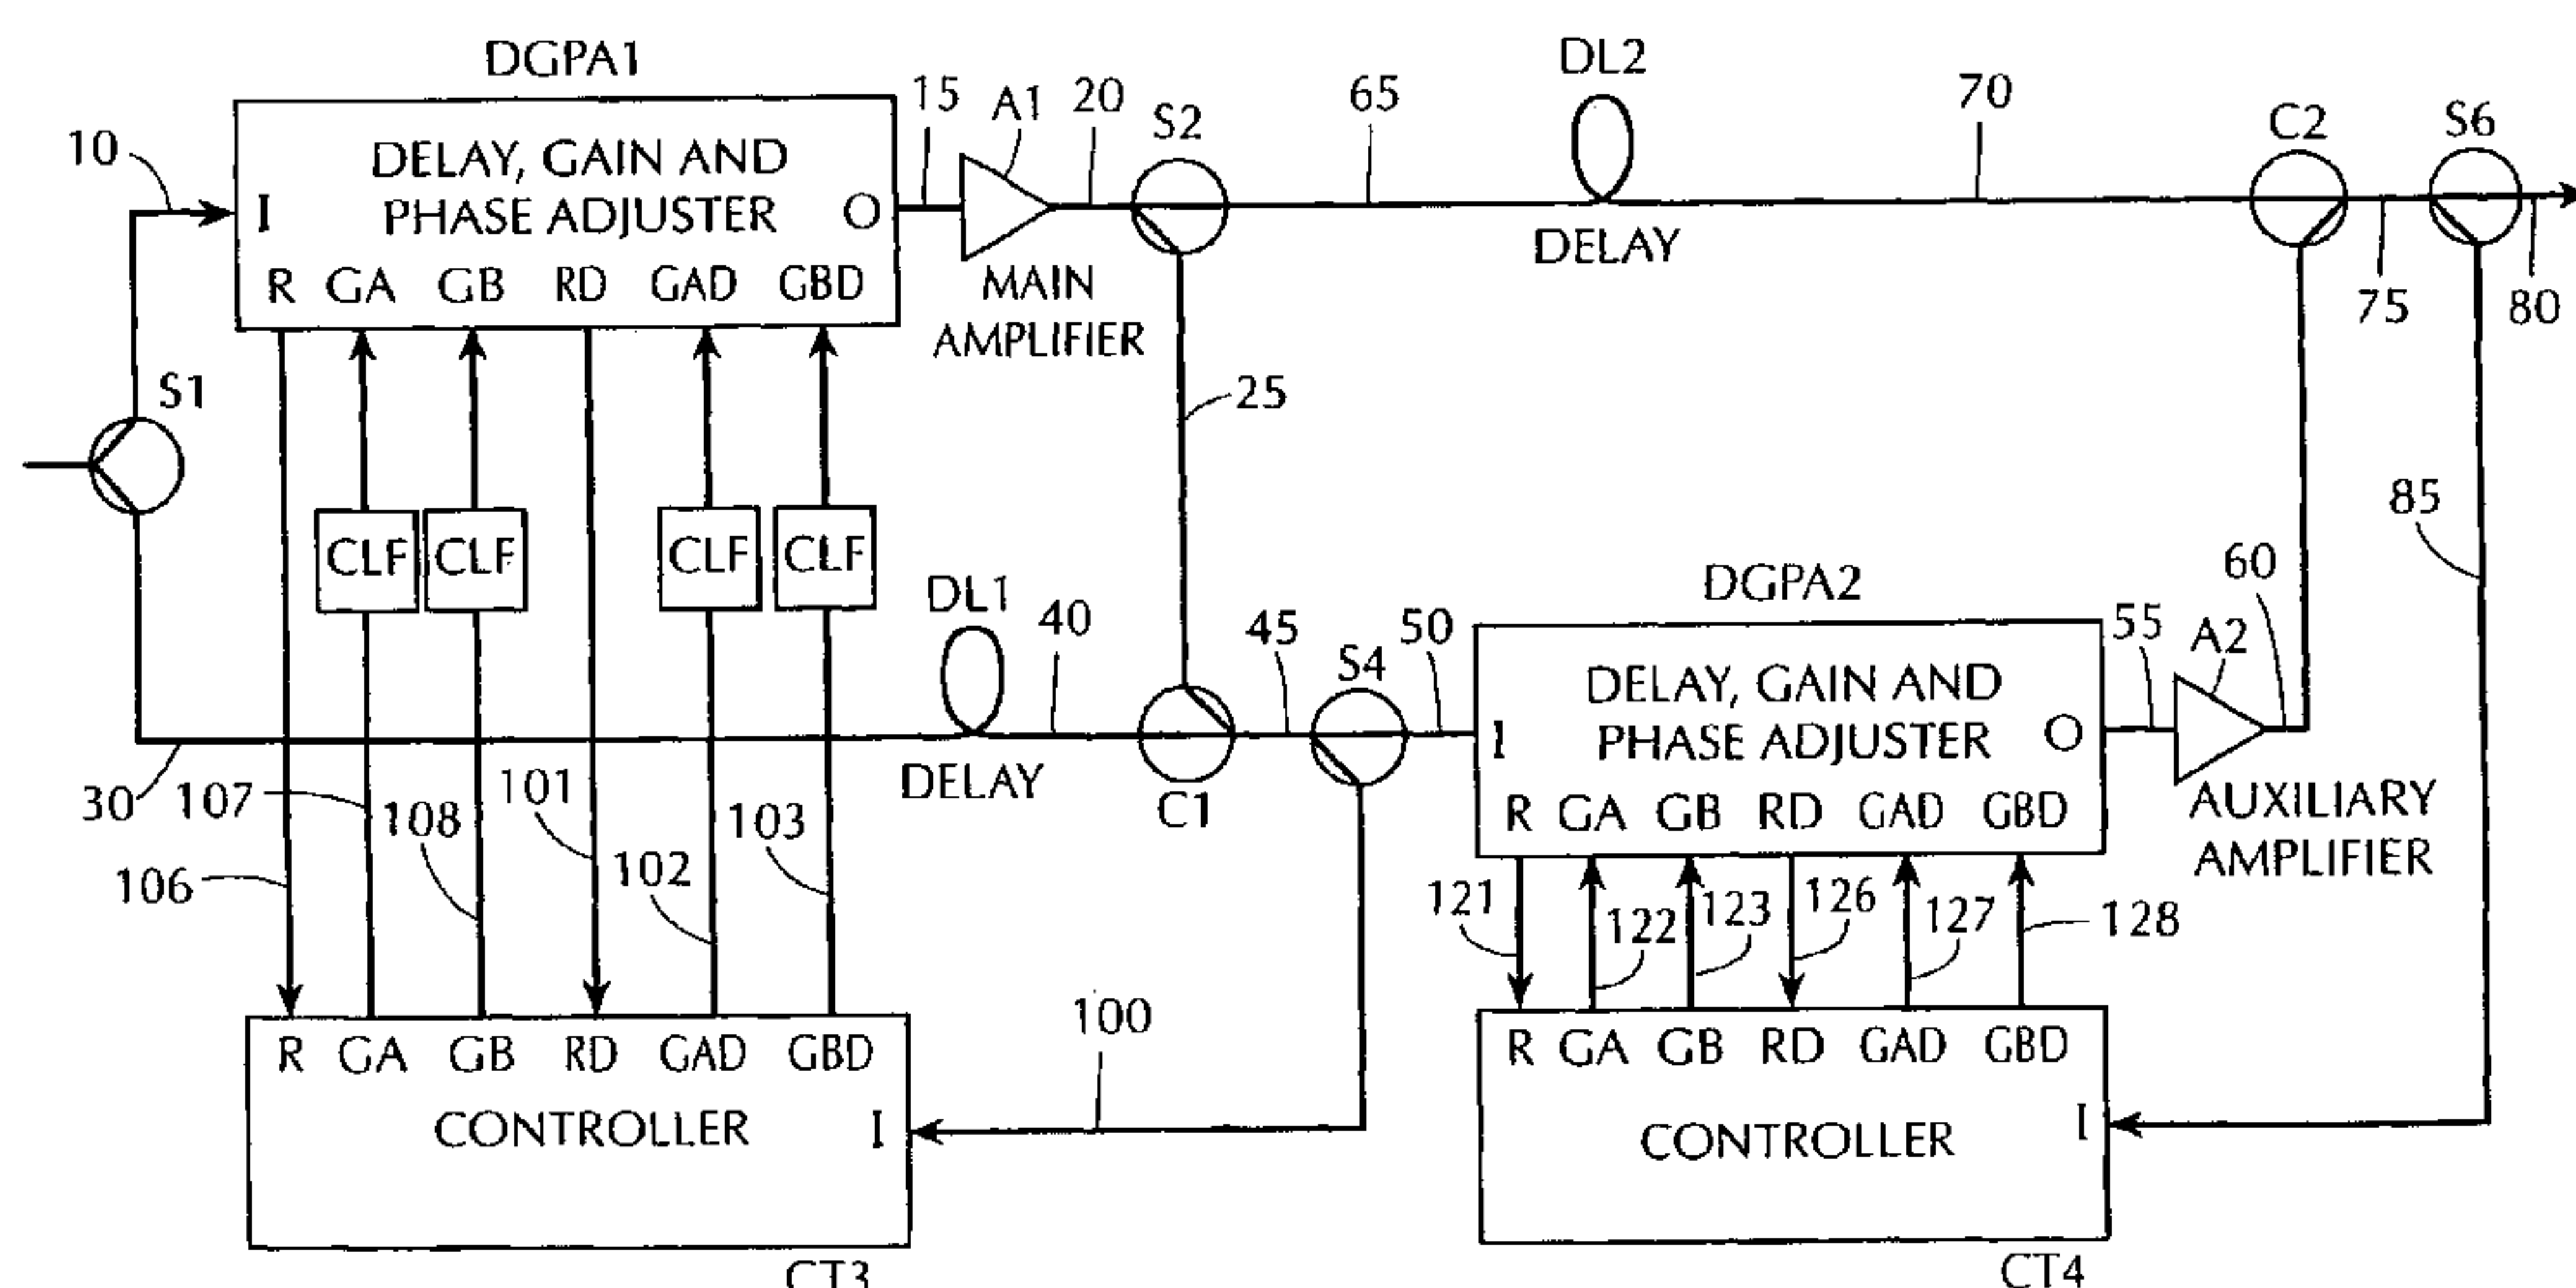 DGPA1
DL2
15 A1 20 S2 65 70 C2 S6
10
DELAY, GAIN AND
PHASE ADJUSTER
I O
R GA GB RD GAD GBD
MAIN
AMPLIFIER
DELAY
75 80
S1
25
85
CLF CLF CLF CLF
DL1
40 45 S4 50
DGPA2
55 A2 60
DELAY, GAIN AND
PHASE ADJUSTER
I O
R GA GB RD GAD GBD
DELAY
C1
AUXILIARY
AMPLIFIER
30 107 108 101 102 103
106
121 122 123 126 127 128
100
R GA GB RD GAD GBD
CONTROLLER I
CT3
R GA GB RD GAD GBD
CONTROLLER I
CT4